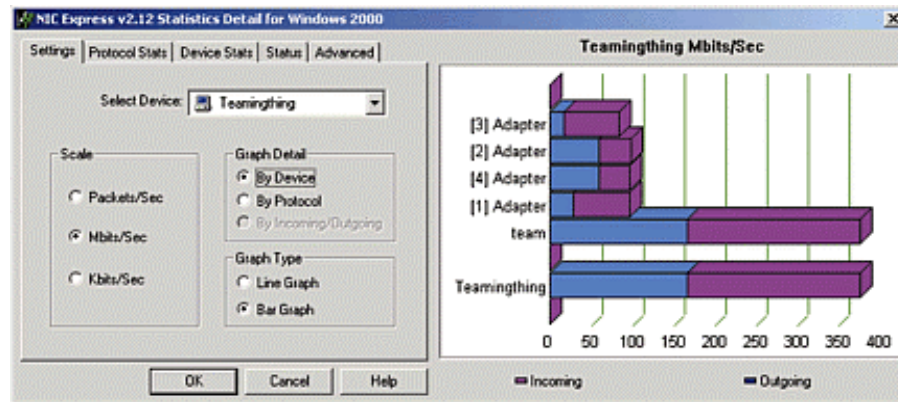 NIC Express v2.12 Statistics Detail for Windows 2000
Settings Protocol Stats Device Stats Status Advanced
Select Device: Teamingthing
Scale
Packets/Sec
Mbits/Sec
Kbits/Sec
Graph Detail
By Device
By Protocol
By Incoming/Outgoing
Graph Type
Line Graph
Bar Graph
OK Cancel Help
Teamingthing Mbits/Sec
[3] Adapter
[2] Adapter
[4] Adapter
[1] Adapter
team
Teamingthing
0 50 100 150 200 250 300 350 400
Incoming Outgoing